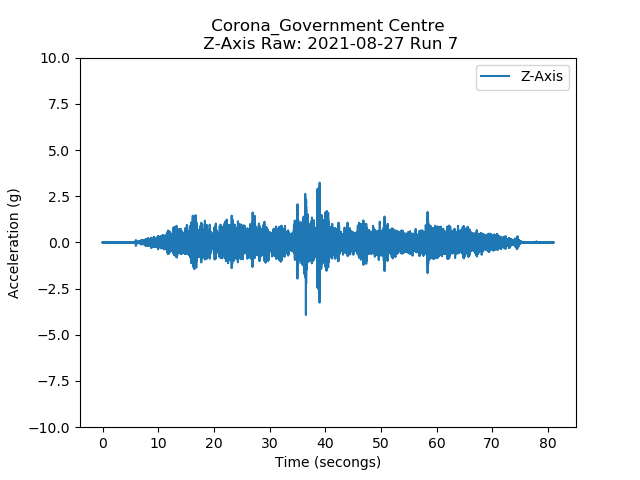 Corona_Government Centre
Z-Axis Raw: 2021-08-27 Run 7
Z-Axis
10.0
7.5
5.0
2.5
0.0
−2.5
−5.0
−7.5
−10.0
Acceleration (g)
0 10 20 30 40 50 60 70 80
Time (secongs)